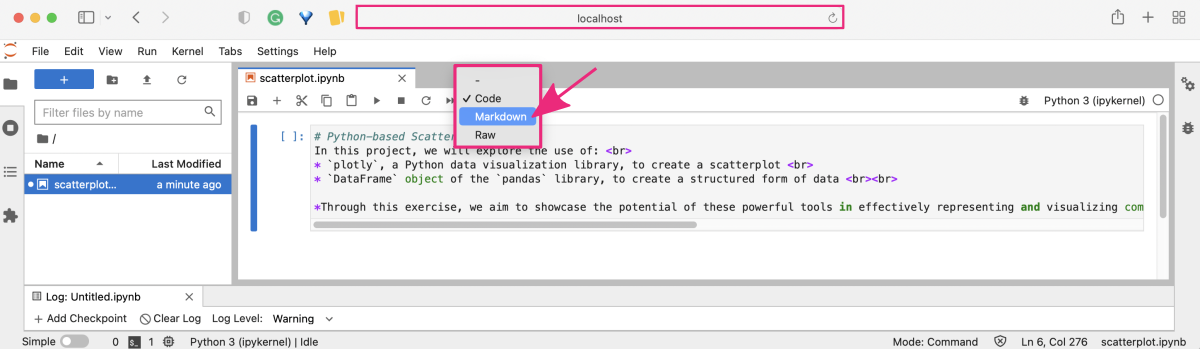 localhost
File Edit View Run Kernel Tabs Settings Help
+
Filter files by name
/
Name Last Modified
scatterplot... a minute ago
scatterplot.ipynb
-
Code
Markdown
Raw
Python 3 (ipykernel)
[ ]: # Python-based Scatter
In this project, we will explore the use of: <br>
* `plotly`, a Python data visualization library, to create a scatterplot <br>
* `DataFrame` object of the `pandas` library, to create a structured form of data <br><br>
*Through this exercise, we aim to showcase the potential of these powerful tools in effectively representing and visualizing com
Log: Untitled.ipynb
+ Add Checkpoint Clear Log Log Level: Warning
Simple 0 $_ 1 Python 3 (ipykernel) | Idle Mode: Command Ln 6, Col 276 scatterplot.ipynb